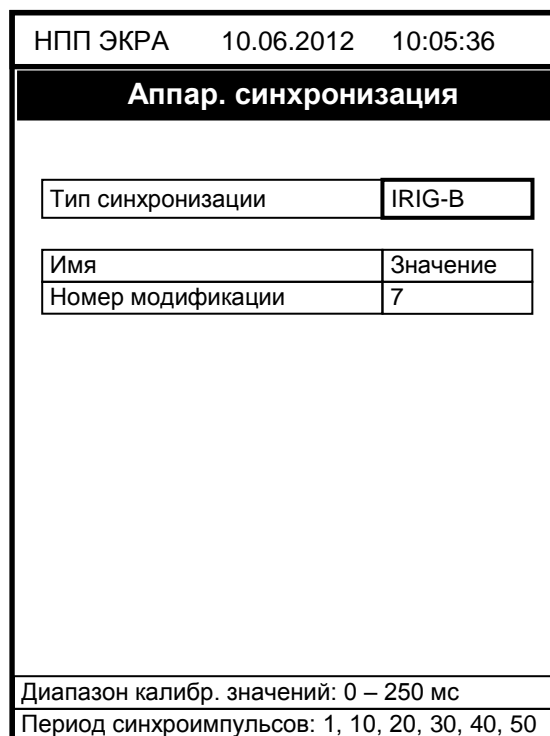 НПП ЭКРА 10.06.2012 10:05:36
Аппар. синхронизация
Тип синхронизации IRIG-B
Имя Значение
Номер модификации 7
Диапазон калибр. значений: 0 – 250 мс
Период синхроимпульсов: 1, 10, 20, 30, 40, 50